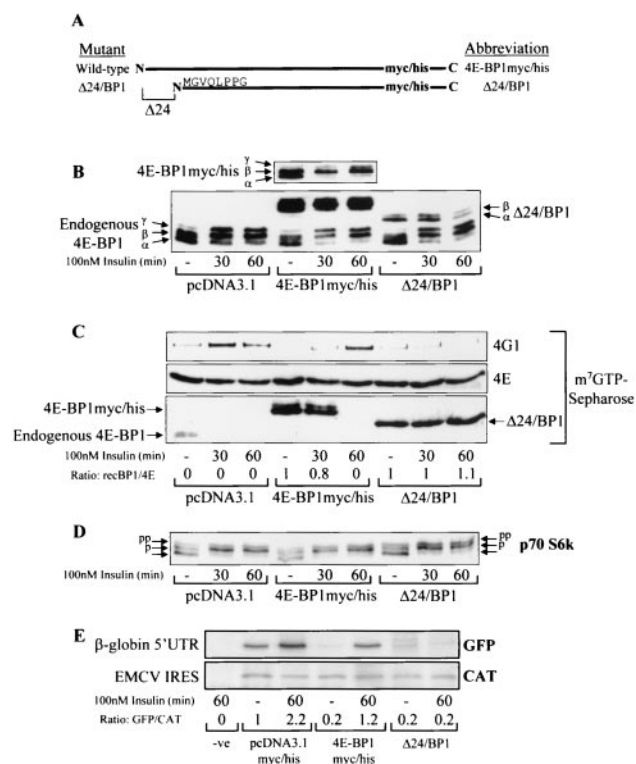 A
Mutant Abbreviation
Wild-type N myc/his C 4E-BP1myc/his
Δ24/BP1 N MGVQLPPG myc/his C Δ24/BP1
Δ24
B
4E-BP1myc/his γ β α
Endogenous 4E-BP1 γ β α
β α Δ24/BP1
100nM Insulin (min) - 30 60 - 30 60 - 30 60
pcDNA3.1 4E-BP1myc/his Δ24/BP1
C
4G1
4E
m⁷GTP-Sepharose
4E-BP1myc/his
Endogenous 4E-BP1
Δ24/BP1
100nM Insulin (min) - 30 60 - 30 60 - 30 60
Ratio: recBP1/4E 0 0 0 1 0.8 0 1 1 1.1
pcDNA3.1 4E-BP1myc/his Δ24/BP1
D
pp p pp p p70 S6k
100nM Insulin (min) - 30 60 - 30 60 - 30 60
pcDNA3.1 4E-BP1myc/his Δ24/BP1
E
β-globin 5'UTR GFP
EMCV IRES CAT
100nM Insulin (min) 60 - 60 - 60 - 60
Ratio: GFP/CAT 0 1 2.2 0.2 1.2 0.2 0.2
-ve pcDNA3.1 4E-BP1 Δ24/BP1
myc/his myc/his